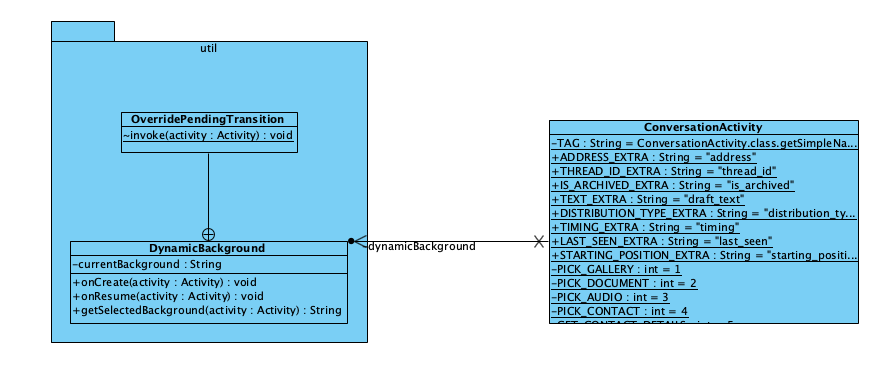 util
OverridePendingTransition
~invoke(activity : Activity) : void
DynamicBackground
-currentBackground : String
+onCreate(activity : Activity) : void
+onResume(activity : Activity) : void
+getSelectedBackground(activity : Activity) : String
-dynamicBackground
ConversationActivity
-TAG : String = ConversationActivity.class.getSimpleNa...
+ADDRESS_EXTRA : String = "address"
+THREAD_ID_EXTRA : String = "thread_id"
+IS_ARCHIVED_EXTRA : String = "is_archived"
+TEXT_EXTRA : String = "draft_text"
+DISTRIBUTION_TYPE_EXTRA : String = "distribution_ty...
+TIMING_EXTRA : String = "timing"
+LAST_SEEN_EXTRA : String = "last_seen"
+STARTING_POSITION_EXTRA : String = "starting_positi...
-PICK_GALLERY : int = 1
-PICK_DOCUMENT : int = 2
-PICK_AUDIO : int = 3
-PICK_CONTACT : int = 4